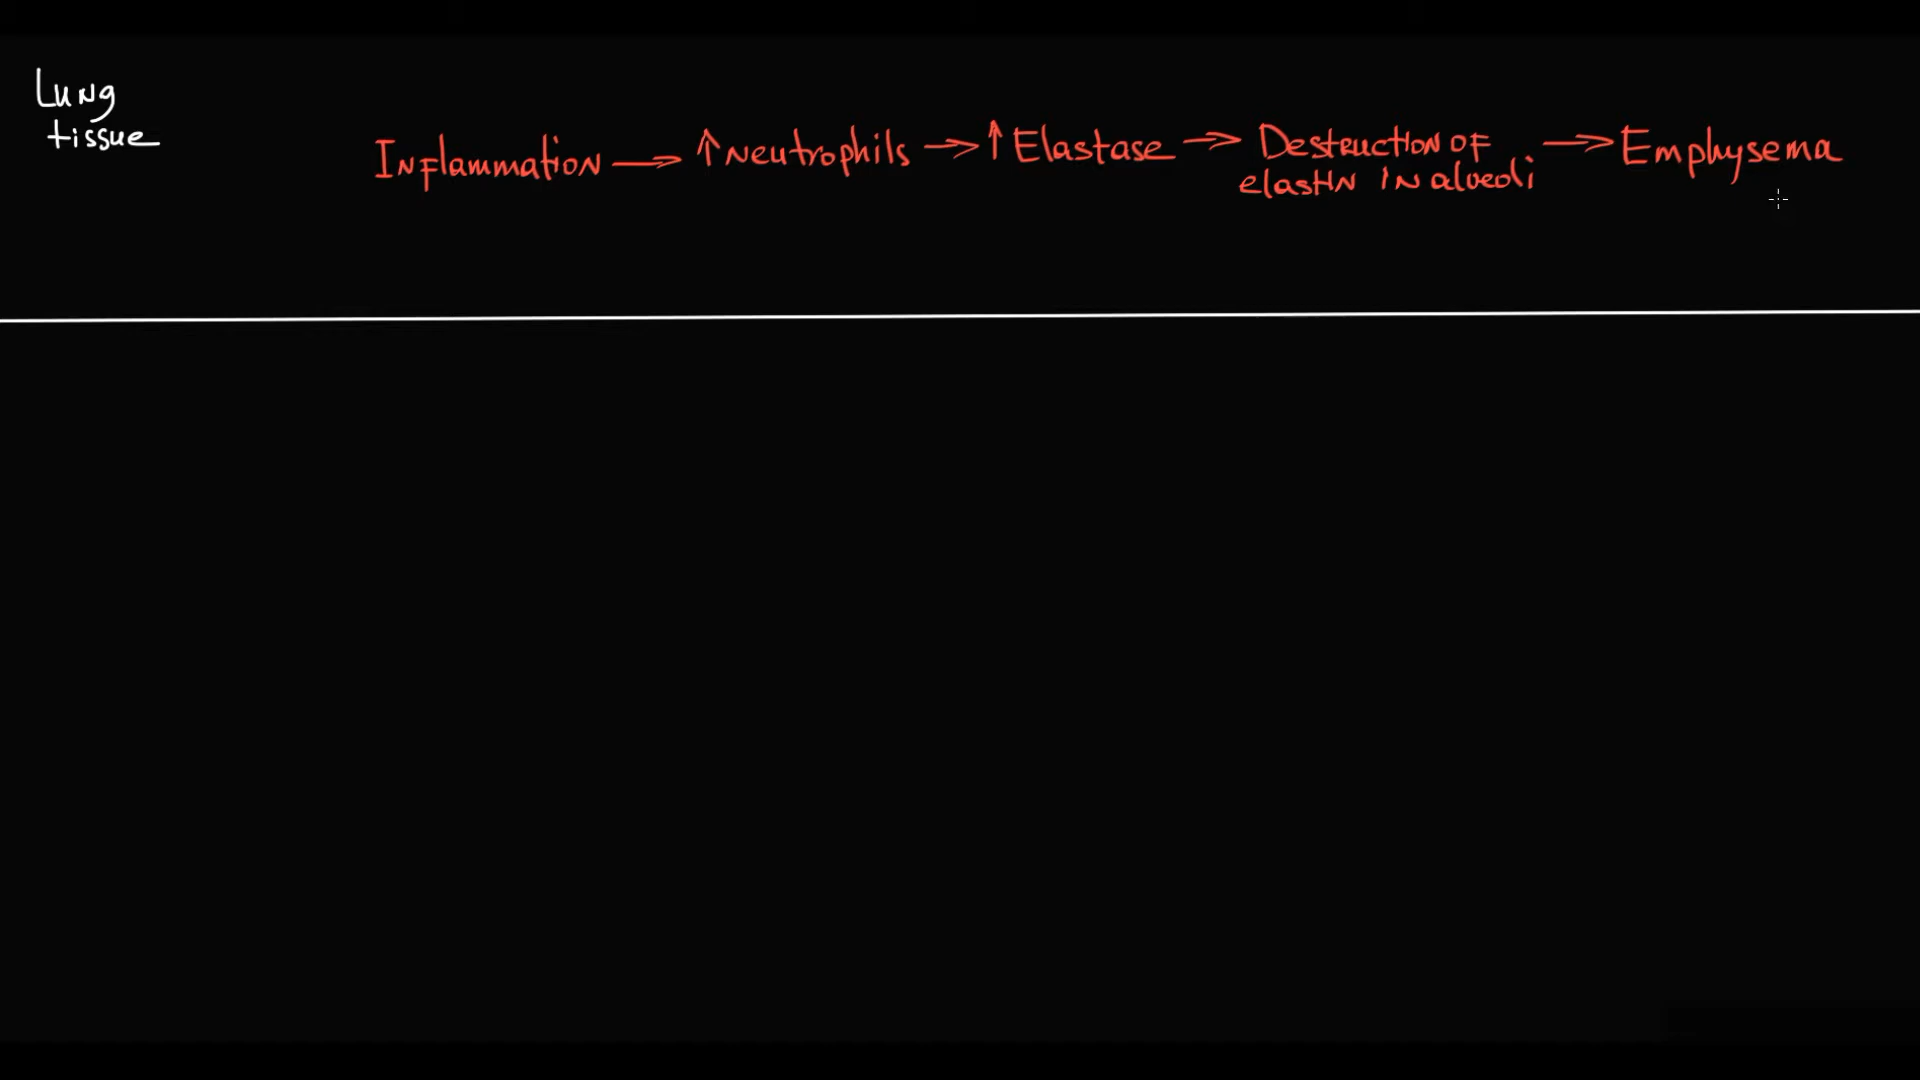 Lung
tissue
Inflammation → ↑ Neutrophils → ↑ Elastase → Destruction of → Emphysema
elastin in alveoli